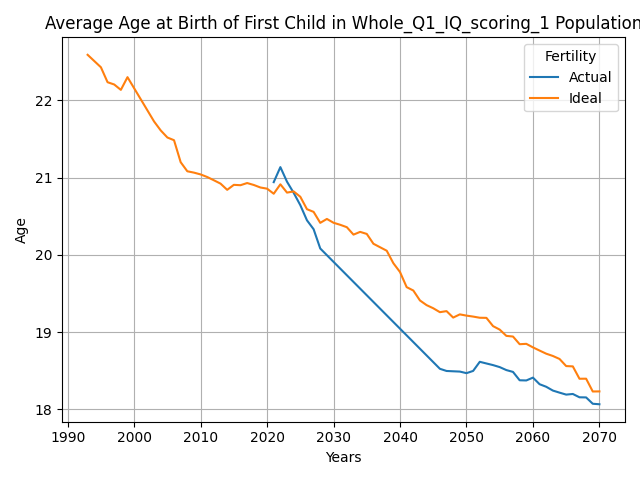 Average Age at Birth of First Child in Whole_Q1_IQ_scoring_1 Population
Fertility
Actual
Ideal
Age
22
21
20
19
18
1990 2000 2010 2020 2030 2040 2050 2060 2070
Years